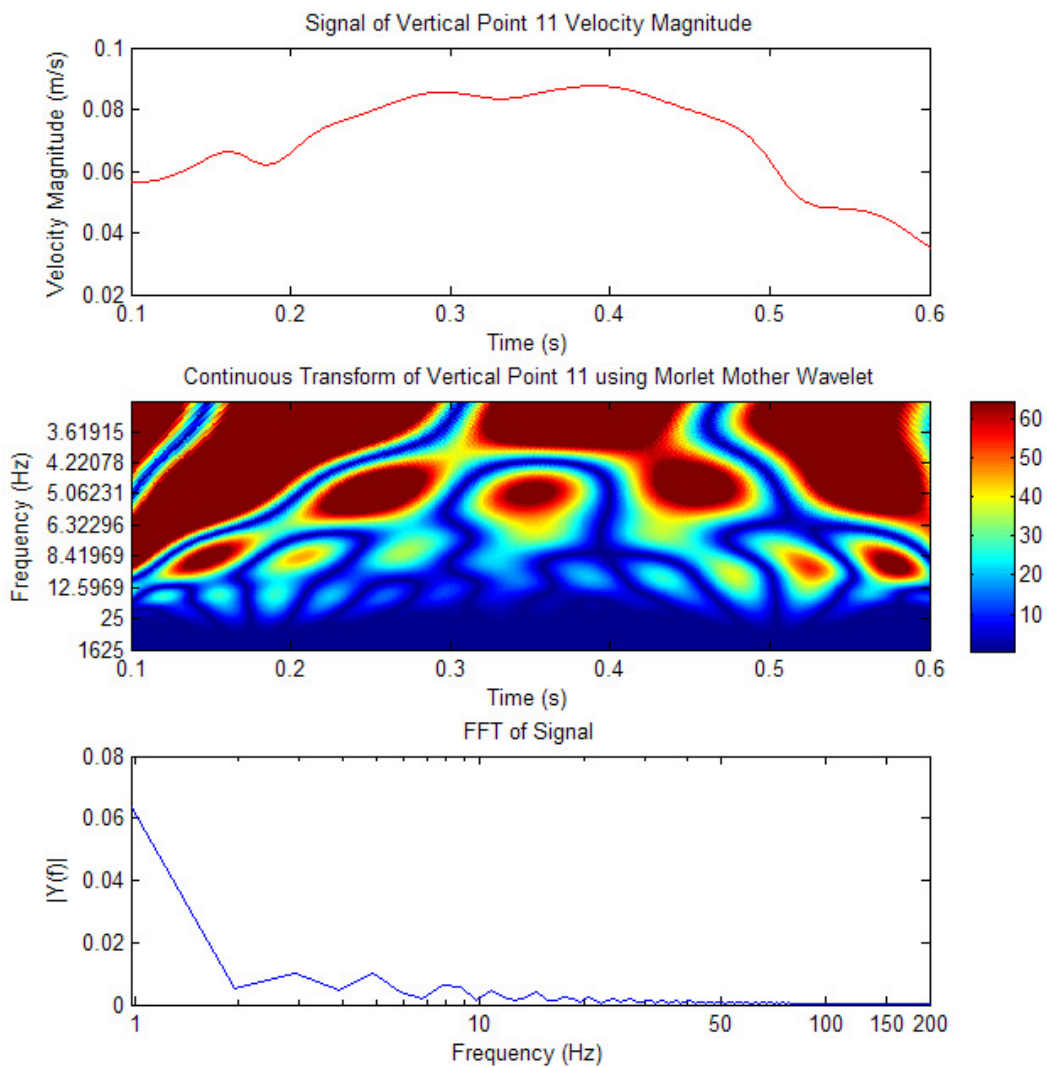 Signal of Vertical Point 11 Velocity Magnitude
Velocity Magnitude (m/s)
0.1
0.08
0.06
0.04
0.02
0.1 0.2 0.3 0.4 0.5 0.6
Time (s)
Continuous Transform of Vertical Point 11 using Morlet Mother Wavelet
Frequency (Hz)
3.61915
4.22078
5.06231
6.32296
8.41969
12.5969
25
1625
0.1 0.2 0.3 0.4 0.5 0.6
Time (s)
60
50
40
30
20
10
FFT of Signal
|Y(f)|
0.08
0.06
0.04
0.02
0
1 10 50 100 150 200
Frequency (Hz)